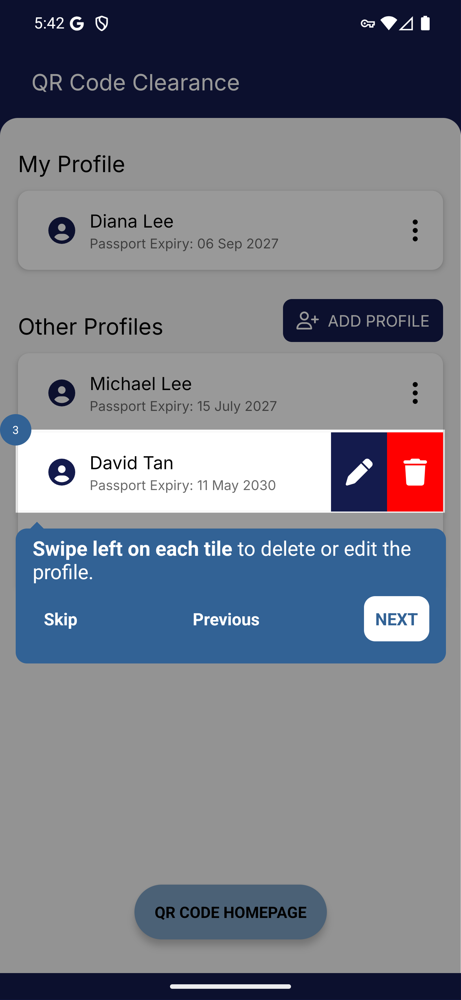 5:42
QR Code Clearance
My Profile
Diana Lee
Passport Expiry: 06 Sep 2027
Other Profiles
ADD PROFILE
Michael Lee
Passport Expiry: 15 July 2027
3
David Tan
Passport Expiry: 11 May 2030
Swipe left on each tile to delete or edit the
profile.
Skip
Previous
NEXT
QR CODE HOMEPAGE